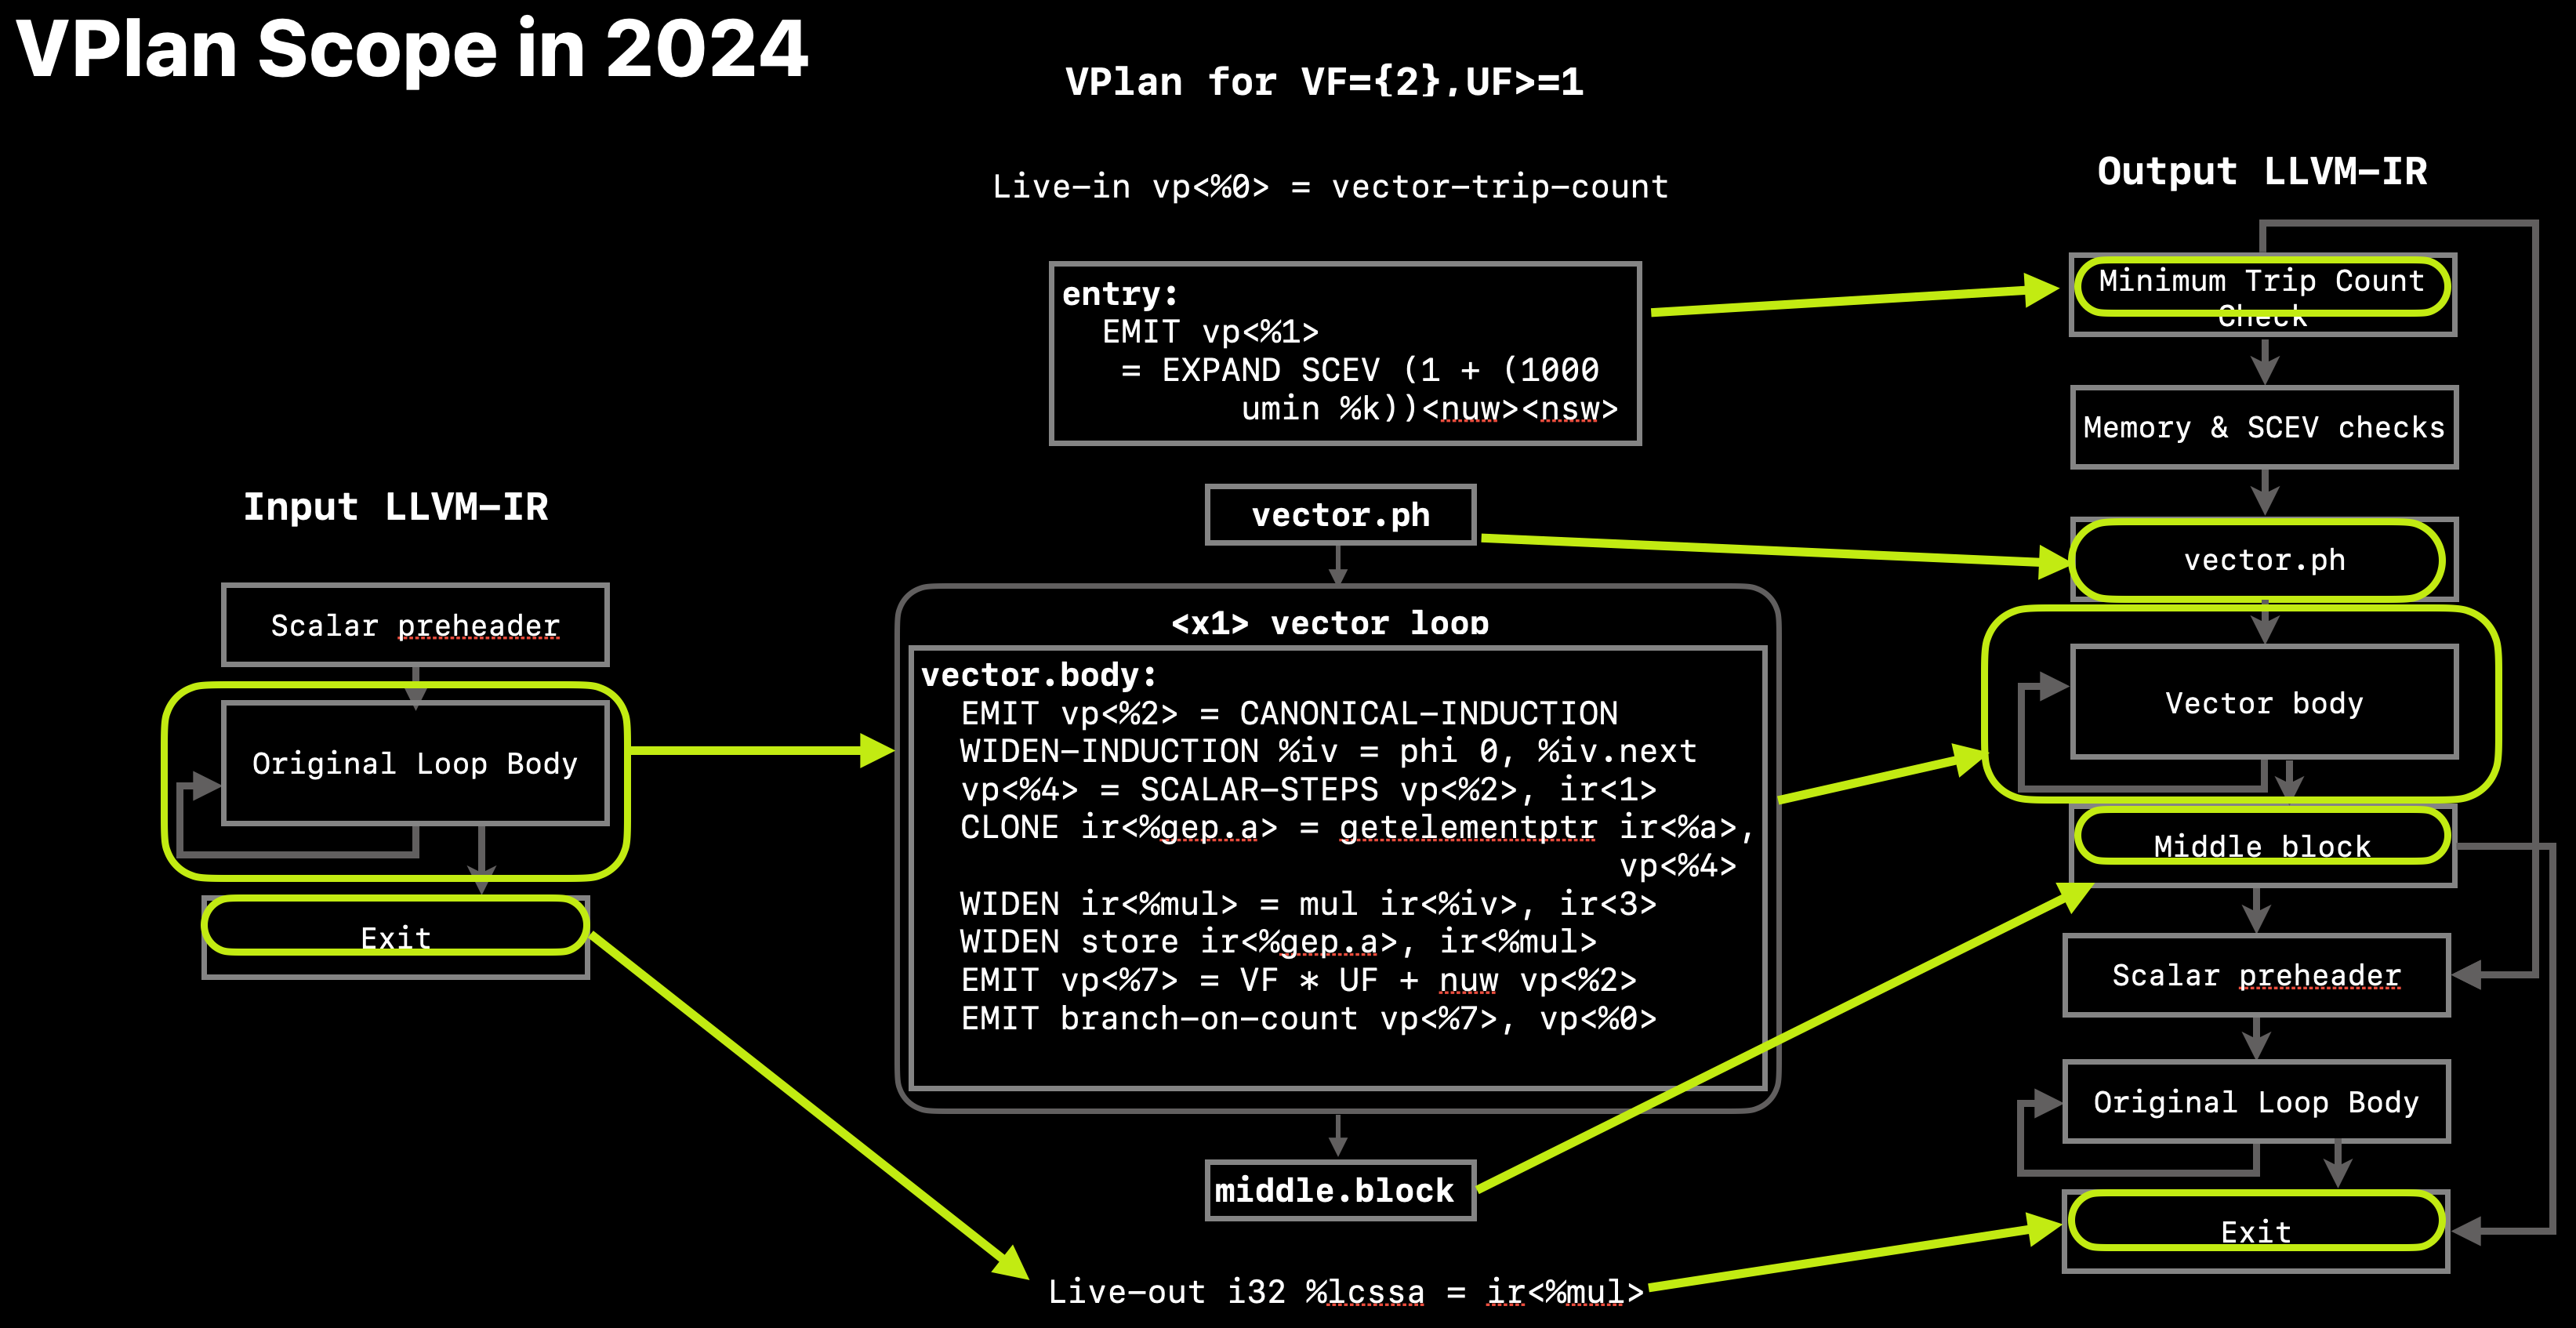 VPlan Scope in 2024
VPlan for VF={2},UF>=1
Live-in vp<%0> = vector-trip-count
entry:
EMIT vp<%1>
= EXPAND SCEV (1 + (1000
umin %k))<nuw><nsw>
vector.ph
<x1> vector loop
vector.body:
EMIT vp<%2> = CANONICAL-INDUCTION
WIDEN-INDUCTION %iv = phi 0, %iv.next
vp<%4> = SCALAR-STEPS vp<%2>, ir<1>
CLONE ir<%gep.a> = getelementptr ir<%a>,
vp<%4>
WIDEN ir<%mul> = mul ir<%iv>, ir<3>
WIDEN store ir<%gep.a>, ir<%mul>
EMIT vp<%7> = VF * UF + nuw vp<%2>
EMIT branch-on-count vp<%7>, vp<%0>
middle.block
Live-out i32 %lcssa = ir<%mul>
Input LLVM-IR
Scalar preheader
Original Loop Body
Exit
Output LLVM-IR
Minimum Trip Count
Check
Memory & SCEV checks
vector.ph
Vector body
Middle block
Scalar preheader
Original Loop Body
Exit